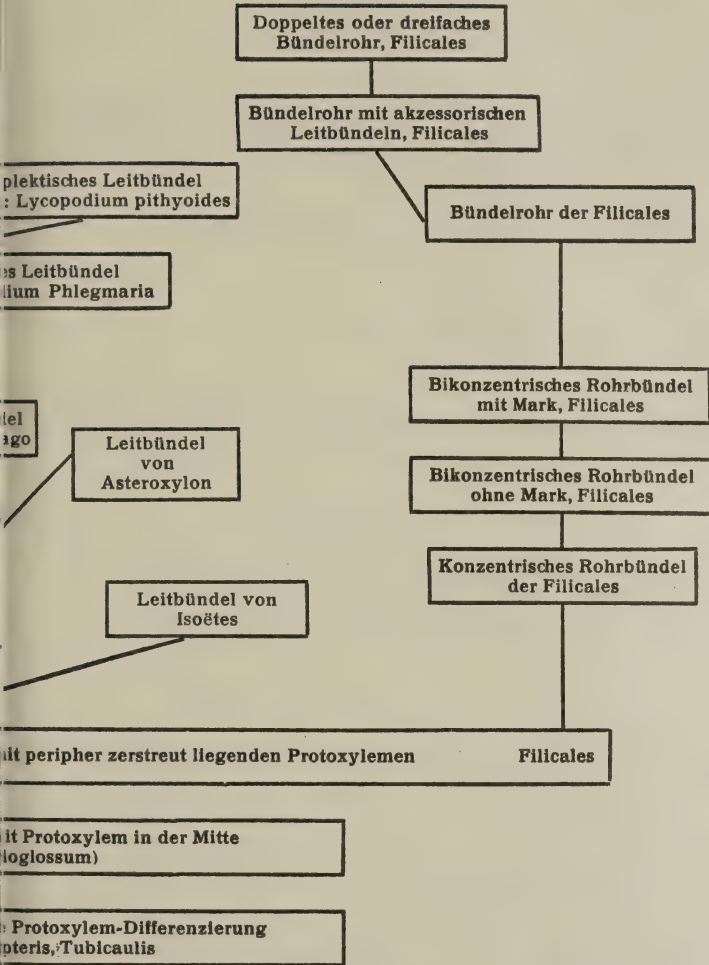 Doppeltes oder dreifaches
Bündelrohr, Filicales
Bündelrohr mit akzessorischen
Leitbündeln, Filicales
plektisches Leitbündel
: Lycopodium pithyoides
Bündelrohr der Filicales
es Leitbündel
lium Phlegmaria
Bikonzentrisches Rohrbündel
mit Mark, Filicales
del
ago
Leitbündel
von
Asteroxylon
Bikonzentrisches Rohrbündel
ohne Mark, Filicales
Konzentrisches Rohrbündel
der Filicales
Leitbündel von
Isoëtes
it peripher zerstreut liegenden Protoxylemen Filicales
it Protoxylem in der Mitte
ioglossum)
e Protoxylem-Differenzierung
pteris, Tubicaulis